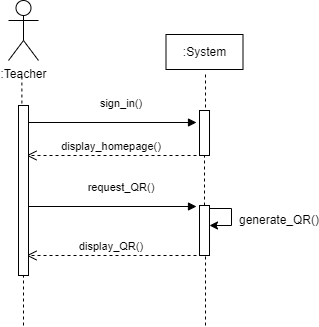 :System
:Teacher
sign_in()
display_homepage()
request_QR()
generate_QR()
display_QR()